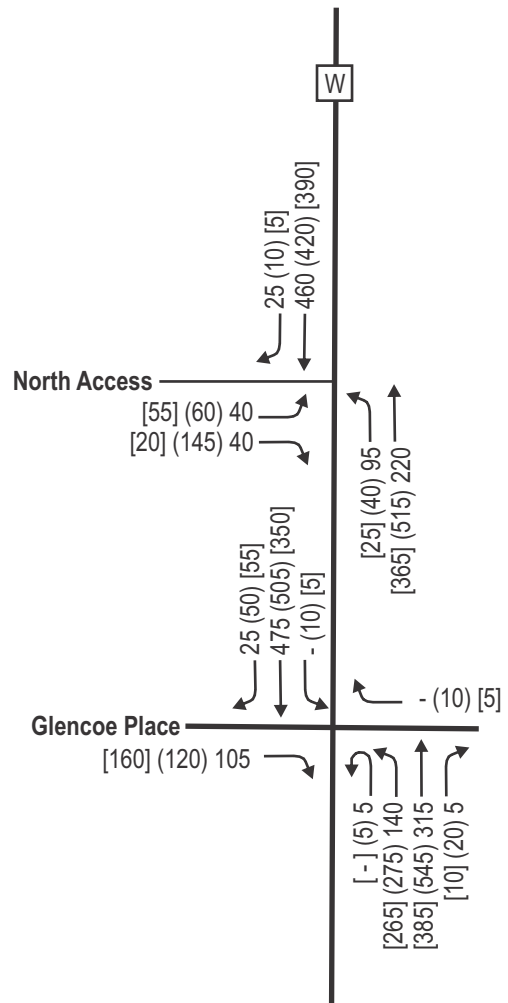 W
25 (10) [5]
460 (420) [390]
North Access
[55] (60) 40
[20] (145) 40
[25] (40) 95
[365] (515) 220
25 (50) [55]
475 (505) [350]
- (10) [5]
- (10) [5]
Glencoe Place
[160] (120) 105
[ - ] (5) 5
[265] (275) 140
[385] (545) 315
[10] (20) 5